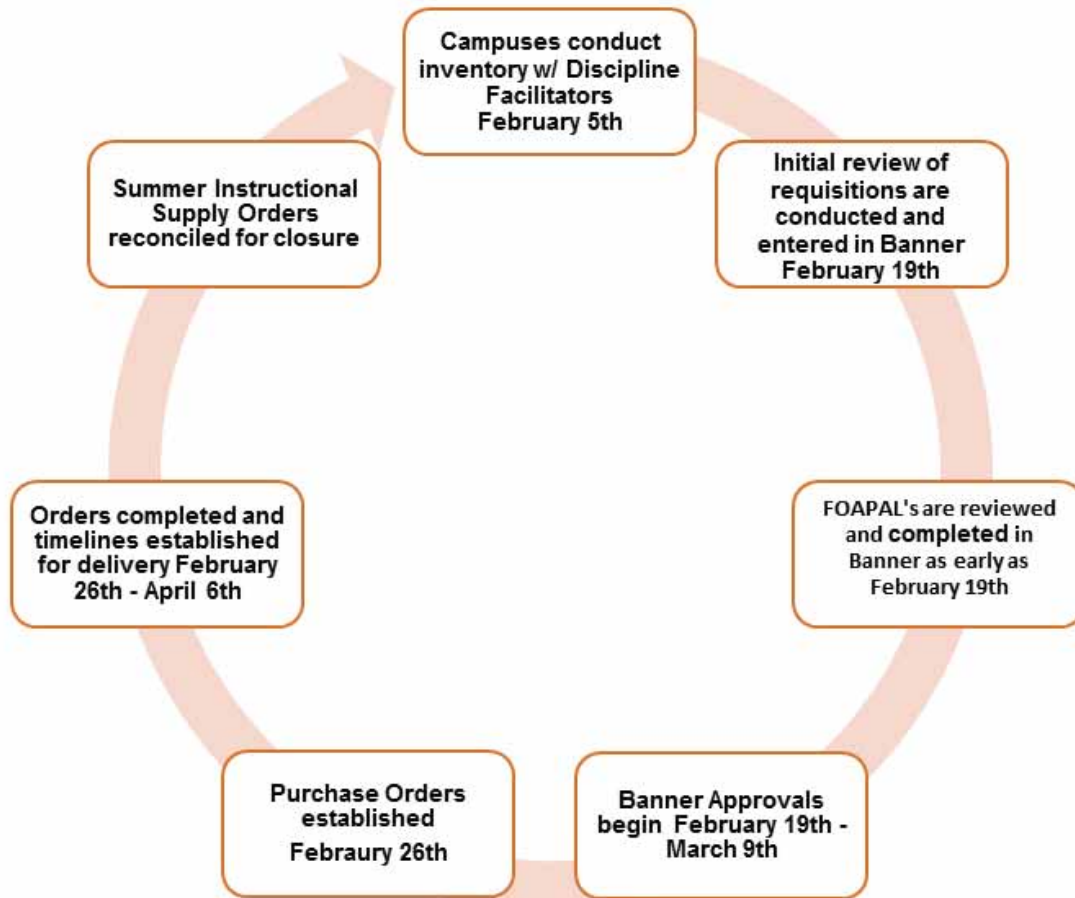 Campuses conduct
inventory w/ Discipline
Facilitators
February 5th
Initial review of
requisitions are
conducted and
entered in Banner
February 19th
FOAPAL's are reviewed
and completed in
Banner as early as
February 19th
Banner Approvals
begin February 19th -
March 9th
Purchase Orders
established
Febraury 26th
Orders completed and
timelines established
for delivery February
26th - April 6th
Summer Instructional
Supply Orders
reconciled for closure